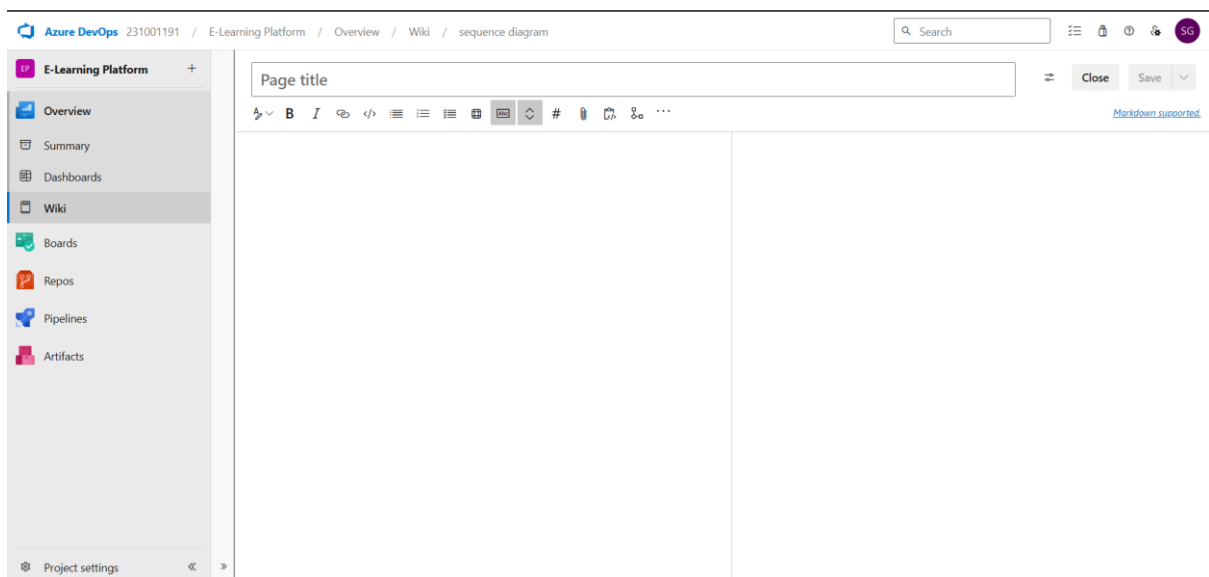 Azure DevOps 231001191 / E-Learning Platform / Overview / Wiki / sequence diagram
Search
SG
EP E-Learning Platform +
Page title
Close
Save
Overview
B I </> # ...
Abc
Markdown supported.
Summary
Dashboards
Wiki
Boards
Repos
Pipelines
Artifacts
Project settings « »